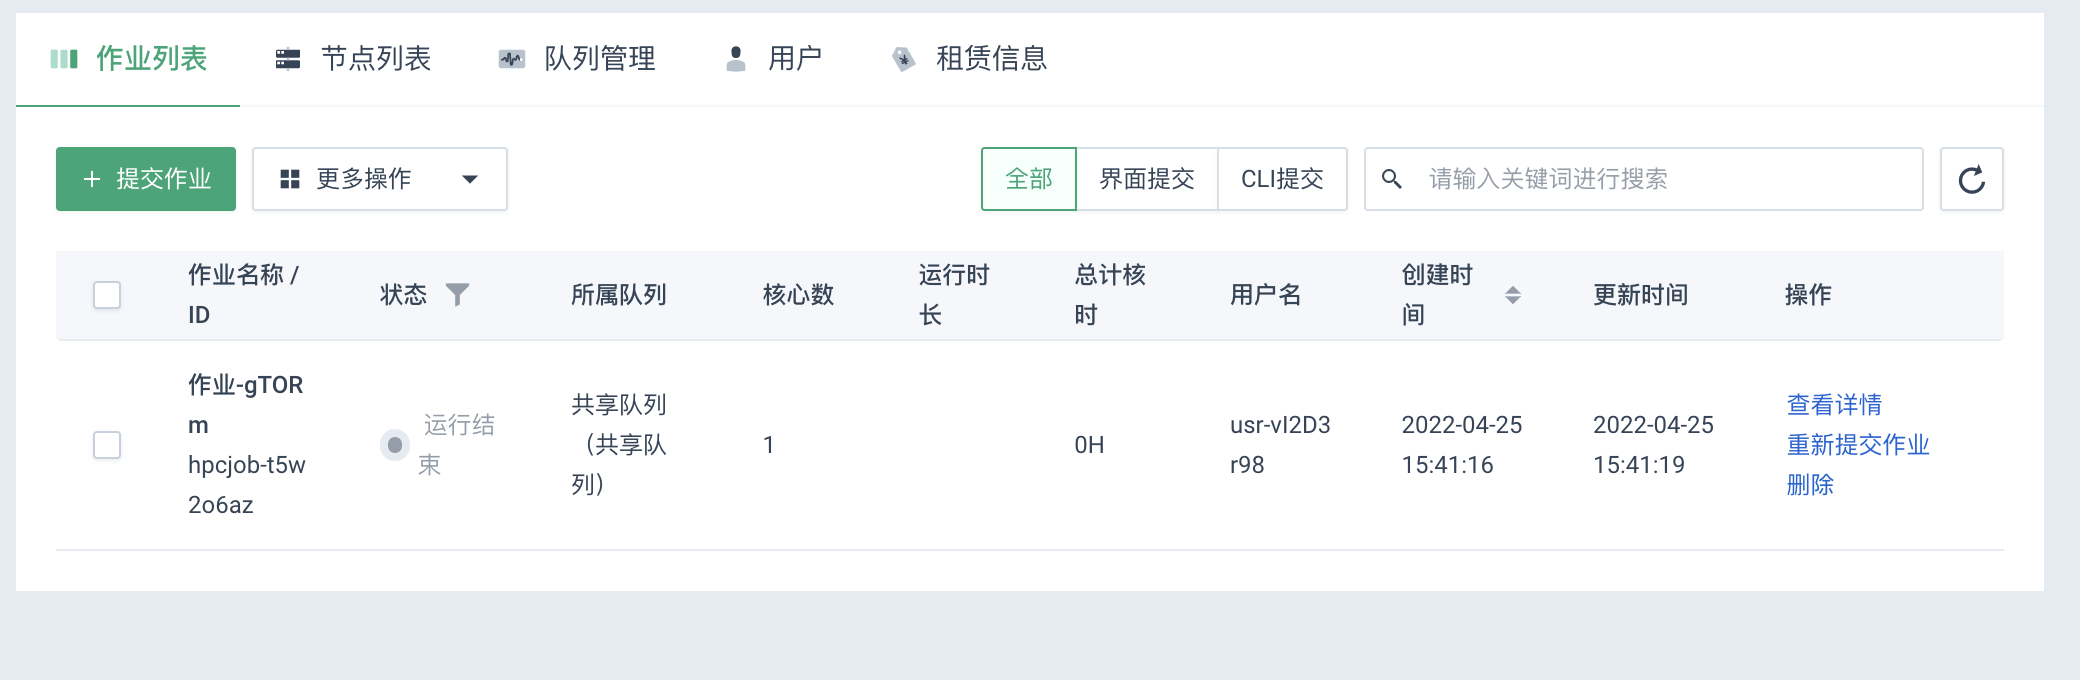 作业列表 节点列表 队列管理 用户 租赁信息
+ 提交作业 更多操作 全部 界面提交 CLI提交 请输入关键词进行搜索
作业名称 /
ID
状态
所属队列
核心数
运行时
长
总计核
时
用户名
创建时
间
更新时间
操作
作业-gTOR
m
hpcjob-t5w
2o6az
运行结
束
共享队列
（共享队
列）
1
0H
usr-vI2D3
r98
2022-04-25
15:41:16
2022-04-25
15:41:19
查看详情
重新提交作业
删除